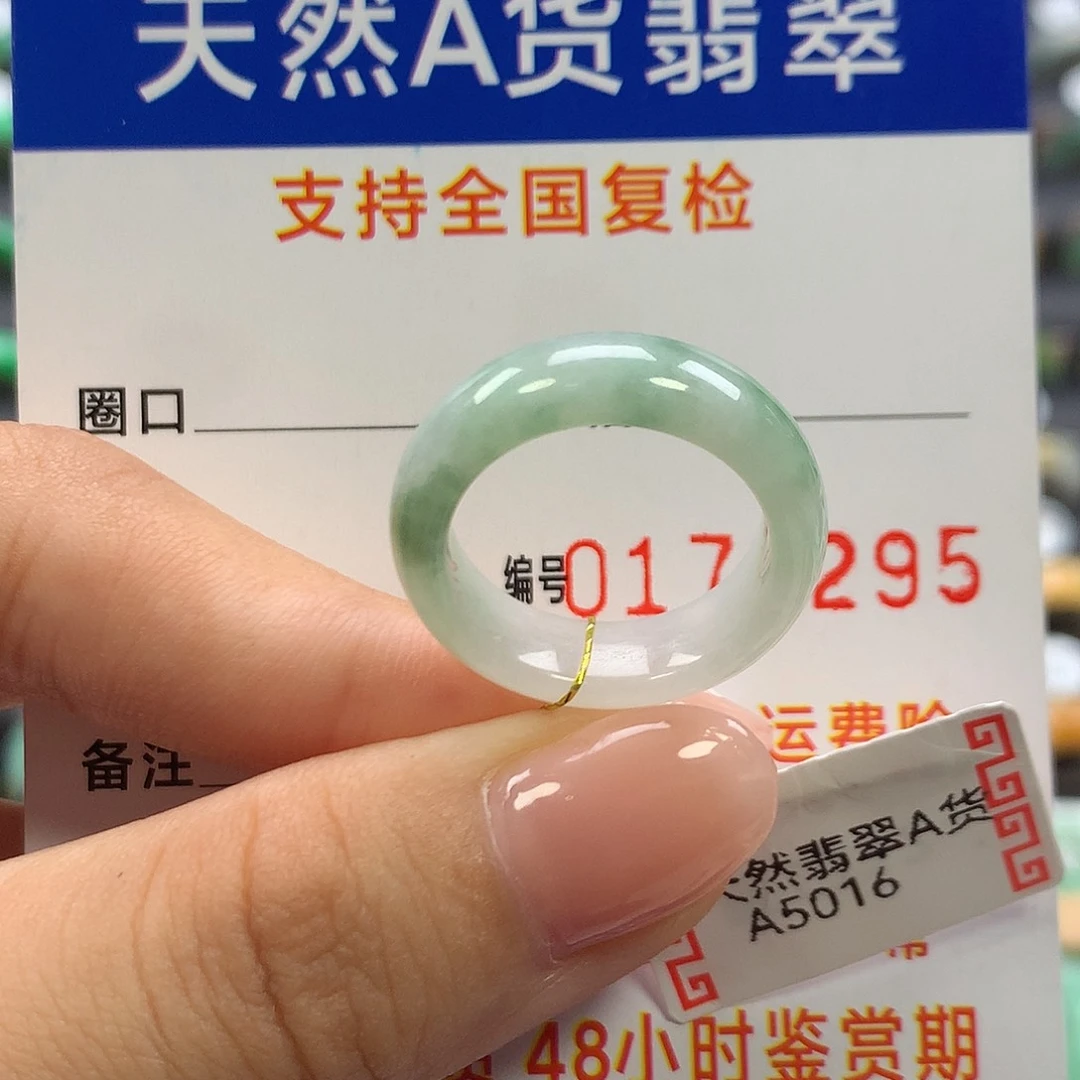 天然A货翡翠
支持全国复检
圈口
编号017 295
运费险
备注
然翡翠A货
A5016
48小时鉴赏期